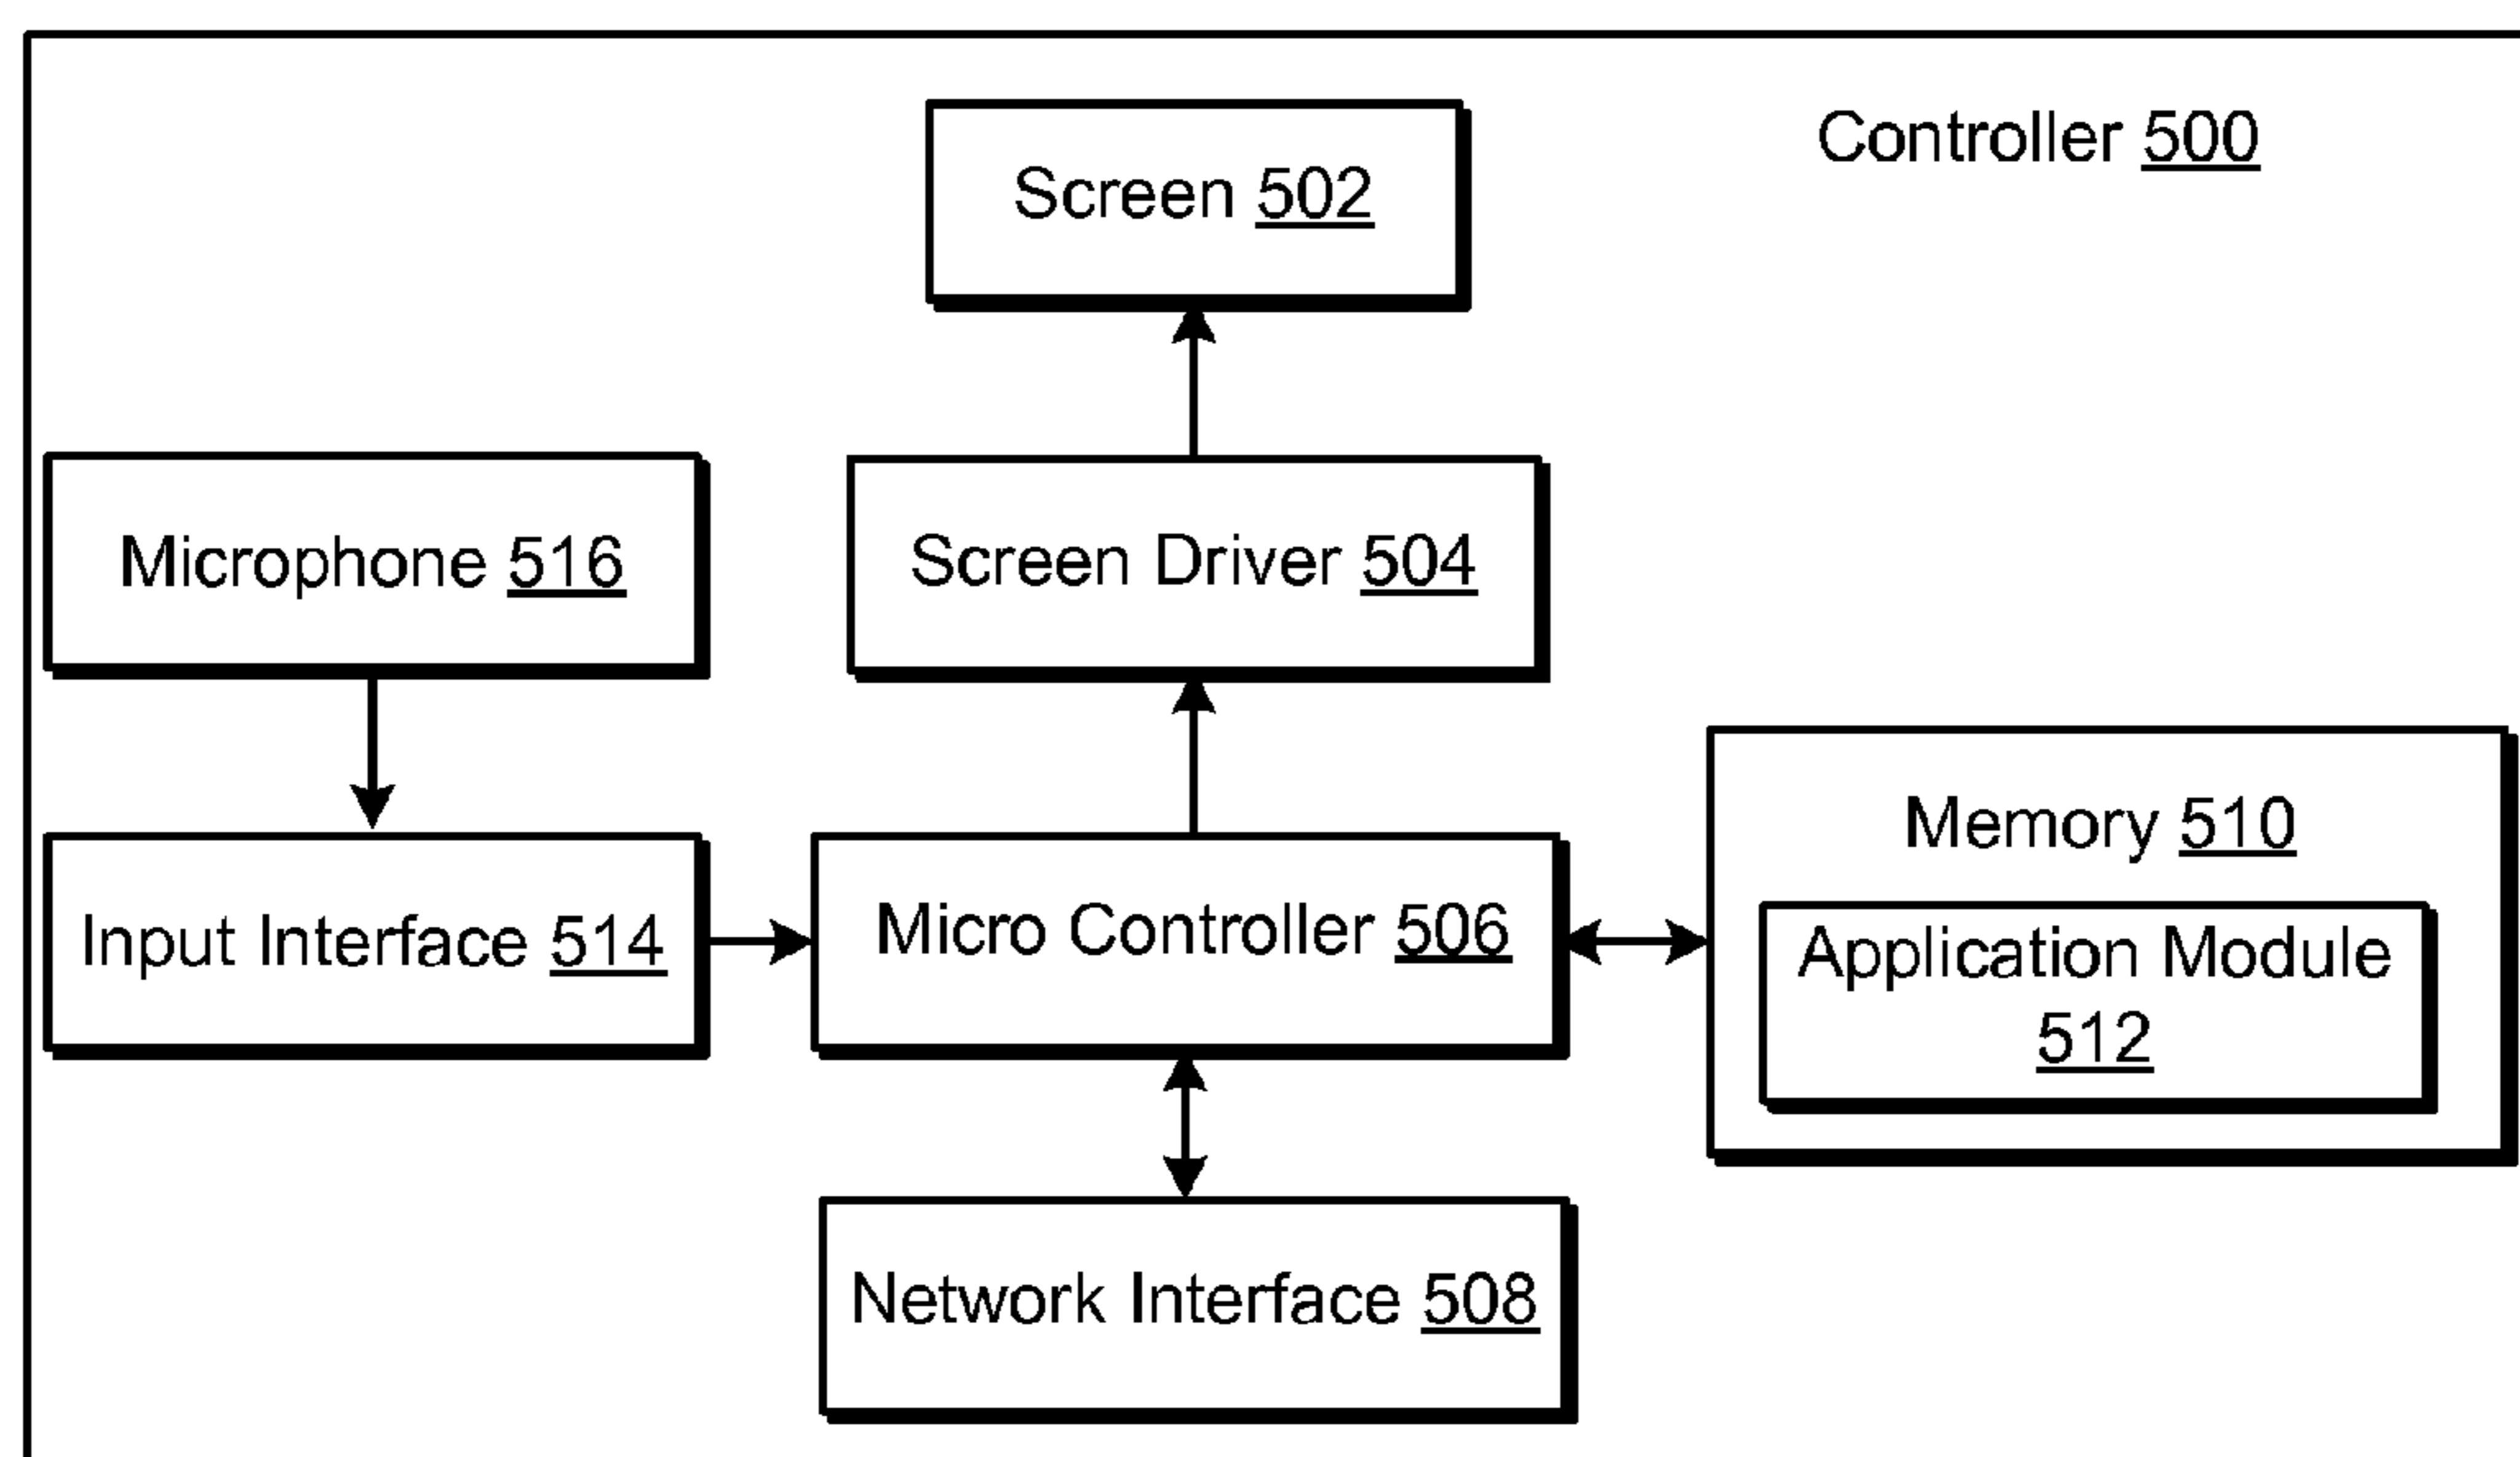 Controller 500
Screen 502
Microphone 516
Screen Driver 504
Memory 510
Input Interface 514
Micro Controller 506
Application Module
512
Network Interface 508